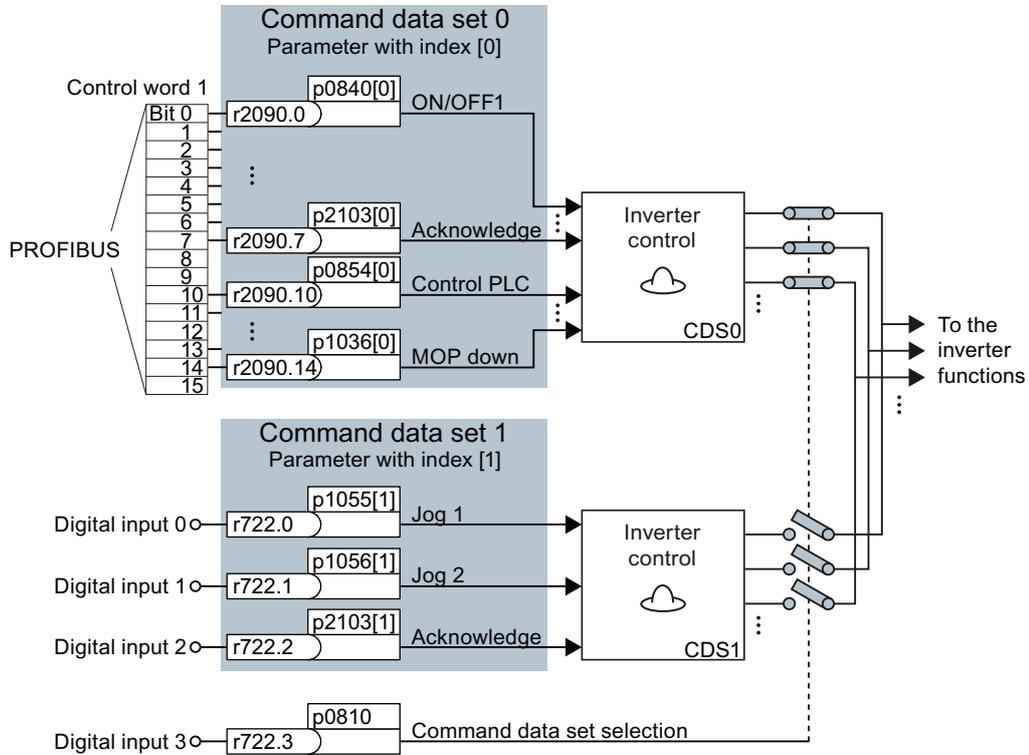 Command data set 0
Parameter with index [0]
Control word 1
p0840[0]
Bit 0
r2090.0
ON/OFF1
1
2
3
4
5
6
7
8
9
10
11
12
13
14
15
PROFIBUS
p2103[0]
r2090.7
Acknowledge
p0854[0]
r2090.10
Control PLC
p1036[0]
r2090.14
MOP down
Inverter
control
CDS0
To the
inverter
functions
Command data set 1
Parameter with index [1]
p1055[1]
Digital input 0
r722.0
Jog 1
p1056[1]
Digital input 1
r722.1
Jog 2
p2103[1]
Digital input 2
r722.2
Acknowledge
Inverter
control
CDS1
p0810
Digital input 3
r722.3
Command data set selection